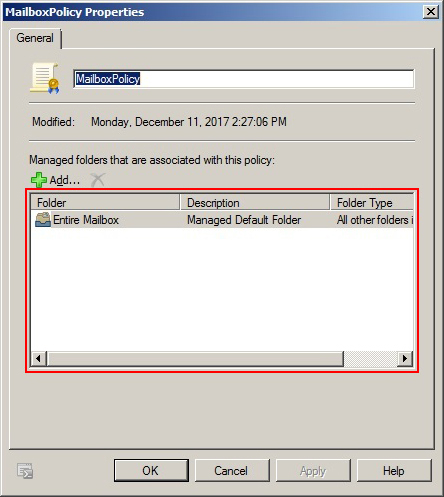 MailboxPolicy Properties
General
MailboxPolicy
Modified: Monday, December 11, 2017 2:27:06 PM
Managed folders that are associated with this policy:
Add...
Folder Description Folder Type
Entire Mailbox Managed Default Folder All other folders i
OK Cancel Apply Help